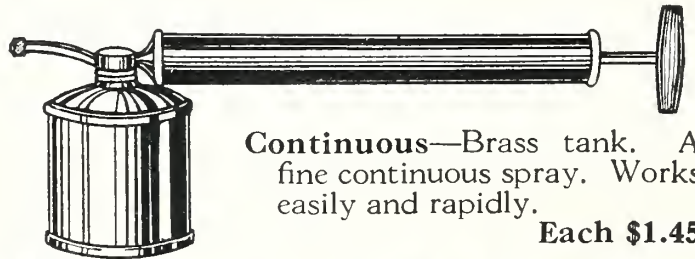 Continuous—Brass tank. A
fine continuous spray. Works
easily and rapidly.
Each $1.45